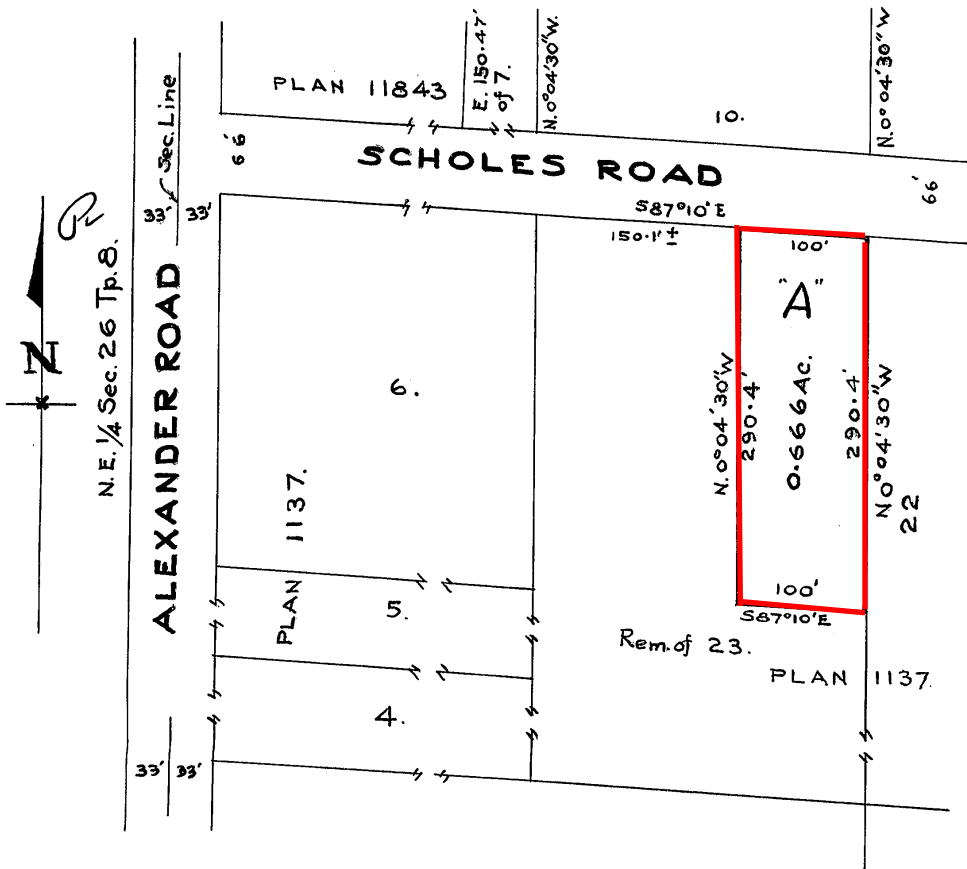 PLAN 11843
E. 150.47'
of 7.
N.0°04'30"W.
10.
N.0°04'30"W
Sec. Line
66'
SCHOLES ROAD
66'
33' 33'
S87°10'E
150.1'±
100'
"A"
0.666Ac.
N.0°04'30"W
290.4'
290.4'
N0°04'30"W
22
100'
S87°10'E
N
N.E. 1/4 Sec. 26 Tp. 8.
ALEXANDER ROAD
6.
PLAN 1137.
5.
4.
Rem. of 23.
PLAN 1137.
33' 33'